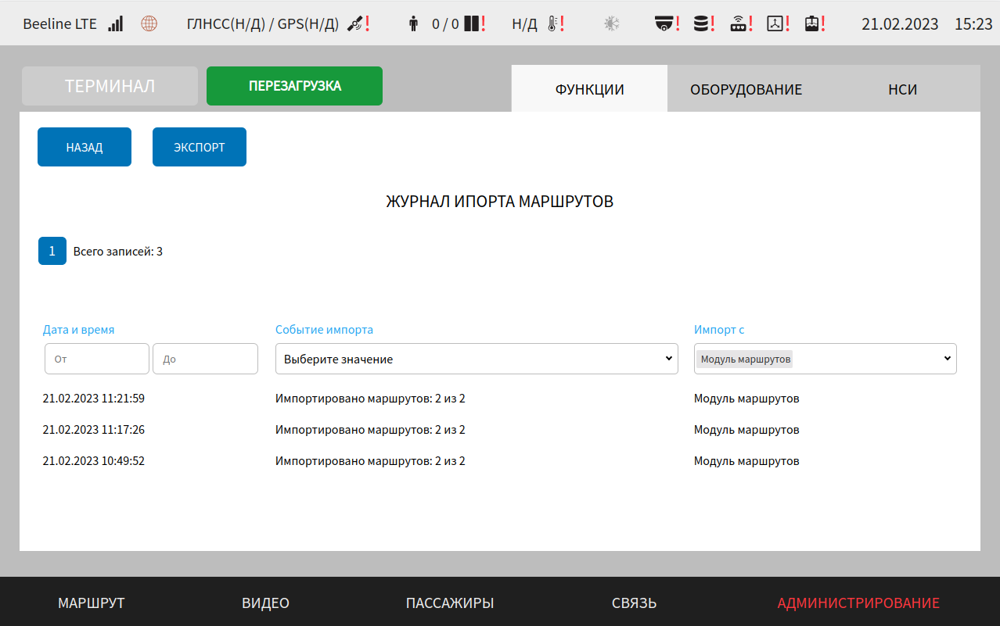 Beeline LTE ГЛНСС(Н/Д) / GPS(Н/Д) ! 0 / 0 ! Н/Д ! ! ! ! ! ! 21.02.2023 15:23
ТЕРМИНАЛ ПЕРЕЗАГРУЗКА ФУНКЦИИ ОБОРУДОВАНИЕ НСИ
НАЗАД ЭКСПОРТ
ЖУРНАЛ ИПОРТА МАРШРУТОВ
1 Всего записей: 3
Дата и время Событие импорта Импорт с
От До Выберите значение Модуль маршрутов
21.02.2023 11:21:59 Импортировано маршрутов: 2 из 2 Модуль маршрутов
21.02.2023 11:17:26 Импортировано маршрутов: 2 из 2 Модуль маршрутов
21.02.2023 10:49:52 Импортировано маршрутов: 2 из 2 Модуль маршрутов
МАРШРУТ ВИДЕО ПАССАЖИРЫ СВЯЗЬ АДМИНИСТРИРОВАНИЕ